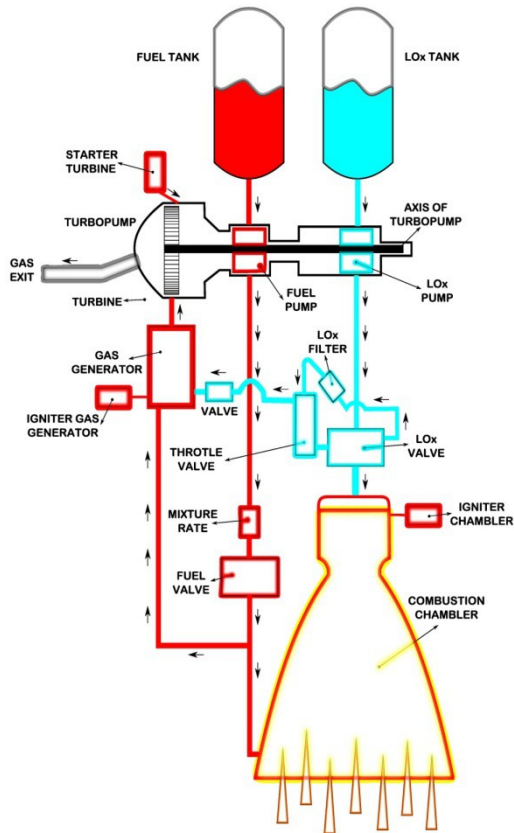 FUEL TANK
LOx TANK
STARTER
TURBINE
TURBOPUMP
AXIS OF
TURBOPUMP
GAS
EXIT
TURBINE
FUEL
PUMP
LOx
PUMP
GAS
GENERATOR
LOx
FILTER
IGNITER GAS
GENERATOR
VALVE
THROTLE
VALVE
LOx
VALVE
MIXTURE
RATE
IGNITER
CHAMBLER
FUEL
VALVE
COMBUSTION
CHAMBLER